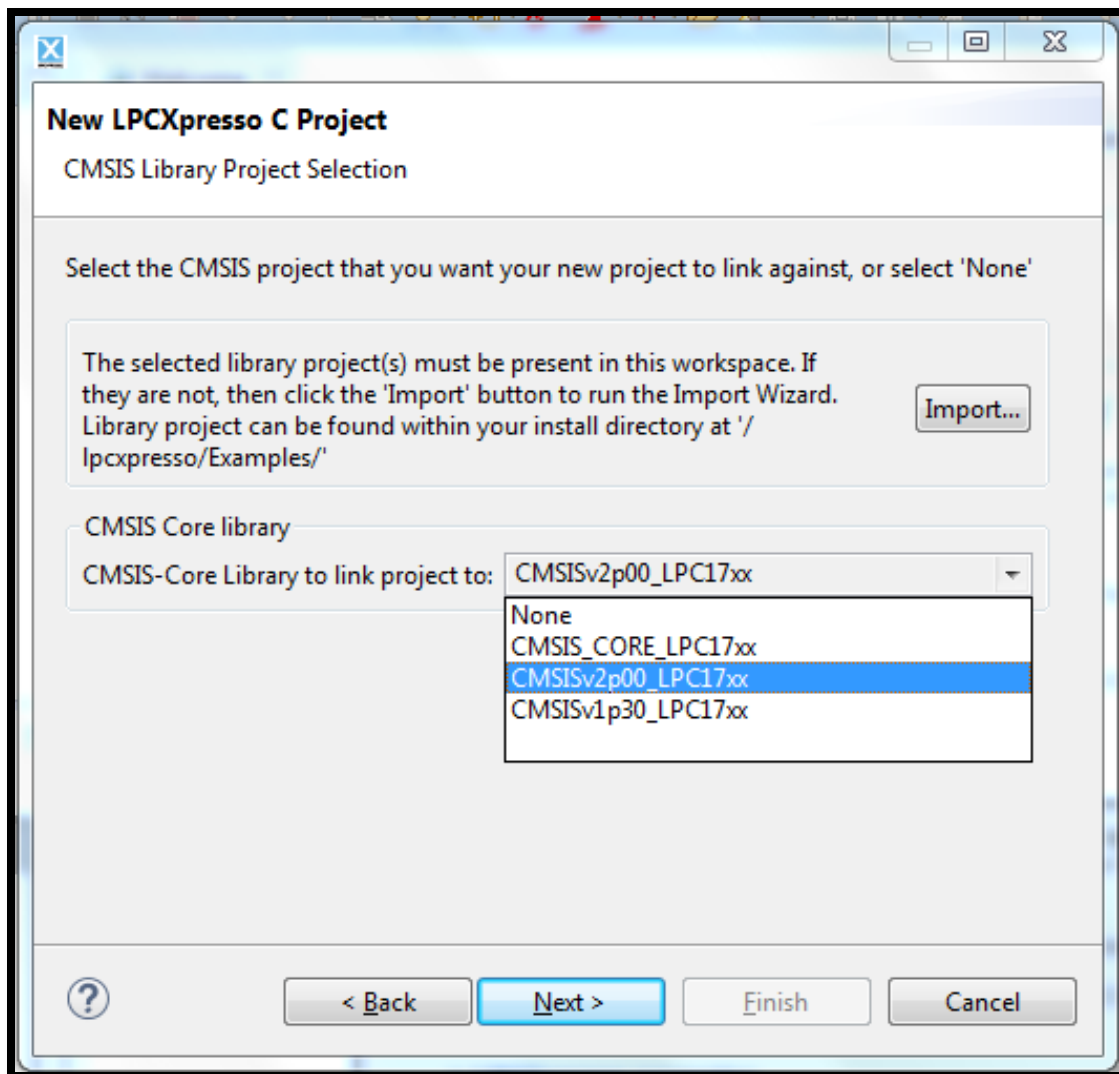 New LPCXpresso C Project
CMSIS Library Project Selection
Select the CMSIS project that you want your new project to link against, or select 'None'
The selected library project(s) must be present in this workspace. If
they are not, then click the 'Import' button to run the Import Wizard.
Library project can be found within your install directory at '/
lpcxpresso/Examples/'
Import...
CMSIS Core library
CMSIS-Core Library to link project to: CMSISv2p00_LPC17xx
None
CMSIS_CORE_LPC17xx
CMSISv2p00_LPC17xx
CMSISv1p30_LPC17xx
? < Back Next > Finish Cancel